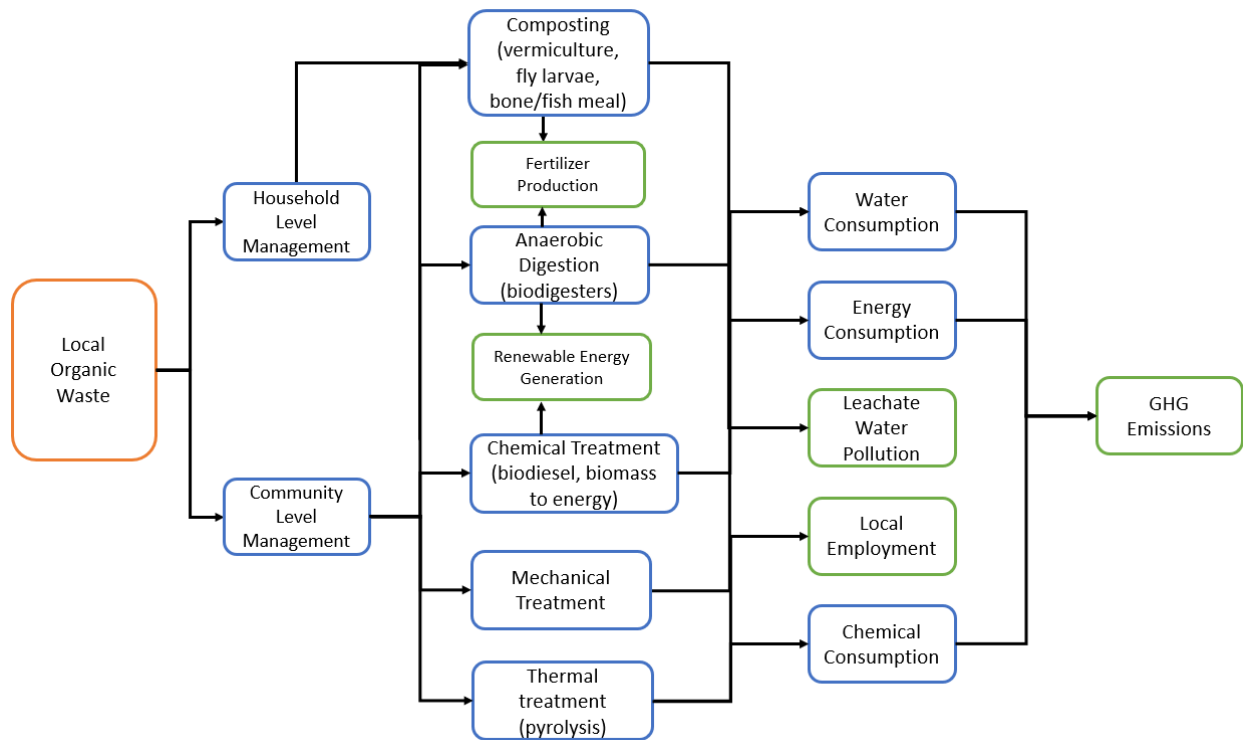 Local
Organic
Waste
Household
Level
Management
Community
Level
Management
Composting
(vermiculture,
fly larvae,
bone/fish meal)
Fertilizer
Production
Anaerobic
Digestion
(biodigesters)
Renewable Energy
Generation
Chemical Treatment
(biodiesel, biomass
to energy)
Mechanical
Treatment
Thermal
treatment
(pyrolysis)
Water
Consumption
Energy
Consumption
Leachate
Water
Pollution
Local
Employment
Chemical
Consumption
GHG
Emissions